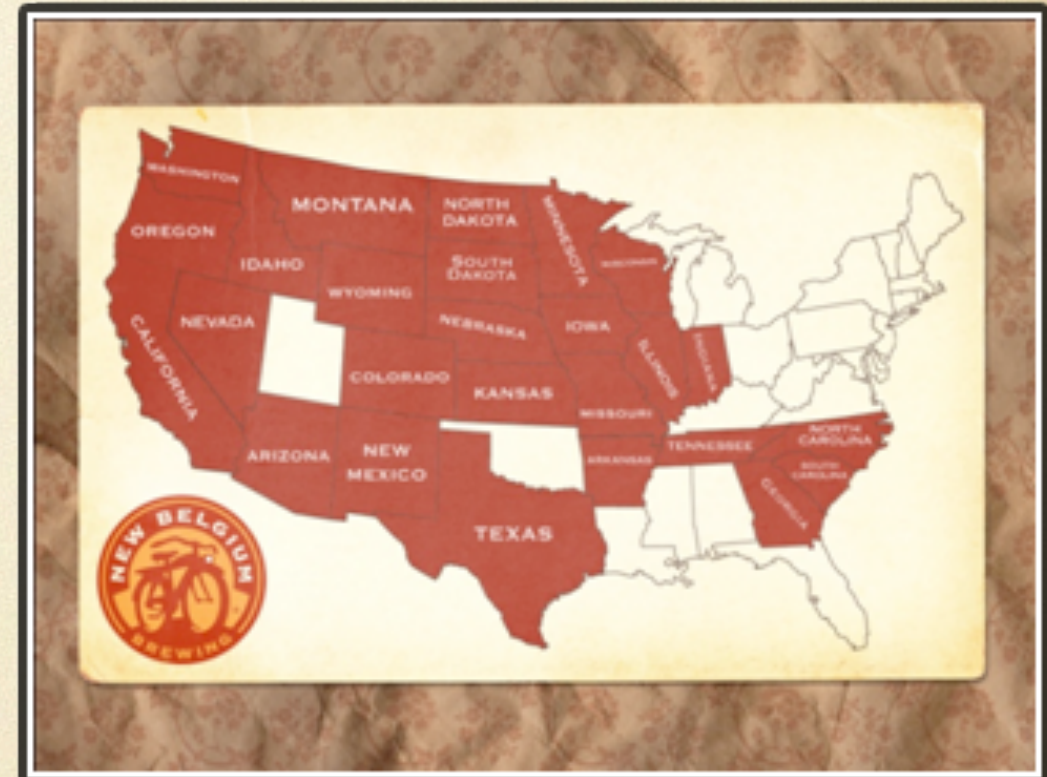 WASHINGTON
MONTANA
NORTH
DAKOTA
MINNESOTA
OREGON
IDAHO
SOUTH
DAKOTA
WISCONSIN
WYOMING
NEVADA
NEBRASKA
IOWA
CALIFORNIA
COLORADO
KANSAS
ILLINOIS
INDIANA
MISSOURI
ARIZONA
NEW
MEXICO
ARKANSAS
TENNESSEE
NORTH
CAROLINA
SOUTH
CAROLINA
GEORGIA
TEXAS
NEW BELGIUM
BREWING